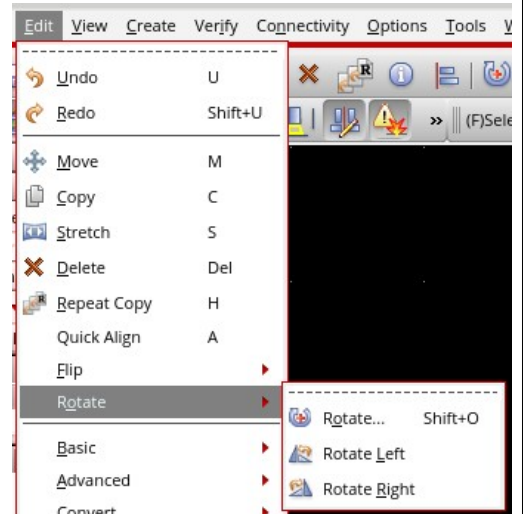 Edit View Create Verify Connectivity Options Tools
Undo U
Redo Shift+U
» (F)Sele
Move M
Copy C
Stretch S
Delete Del
Repeat Copy H
Quick Align A
Flip
Rotate
Rotate... Shift+O
Rotate Left
Rotate Right
Basic
Advanced
Convert